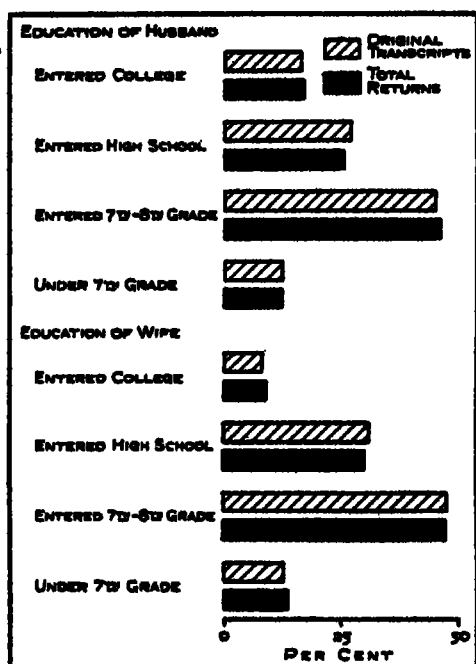 EDUCATION OF HUSBAND
ORIGINAL
TRANSCRIPTS
TOTAL
RETURNS
ENTERED COLLEGE
ENTERED HIGH SCHOOL
ENTERED 7TH-8TH GRADE
UNDER 7TH GRADE
EDUCATION OF WIFE
ENTERED COLLEGE
ENTERED HIGH SCHOOL
ENTERED 7TH-8TH GRADE
UNDER 7TH GRADE
0 25 50
PER CENT